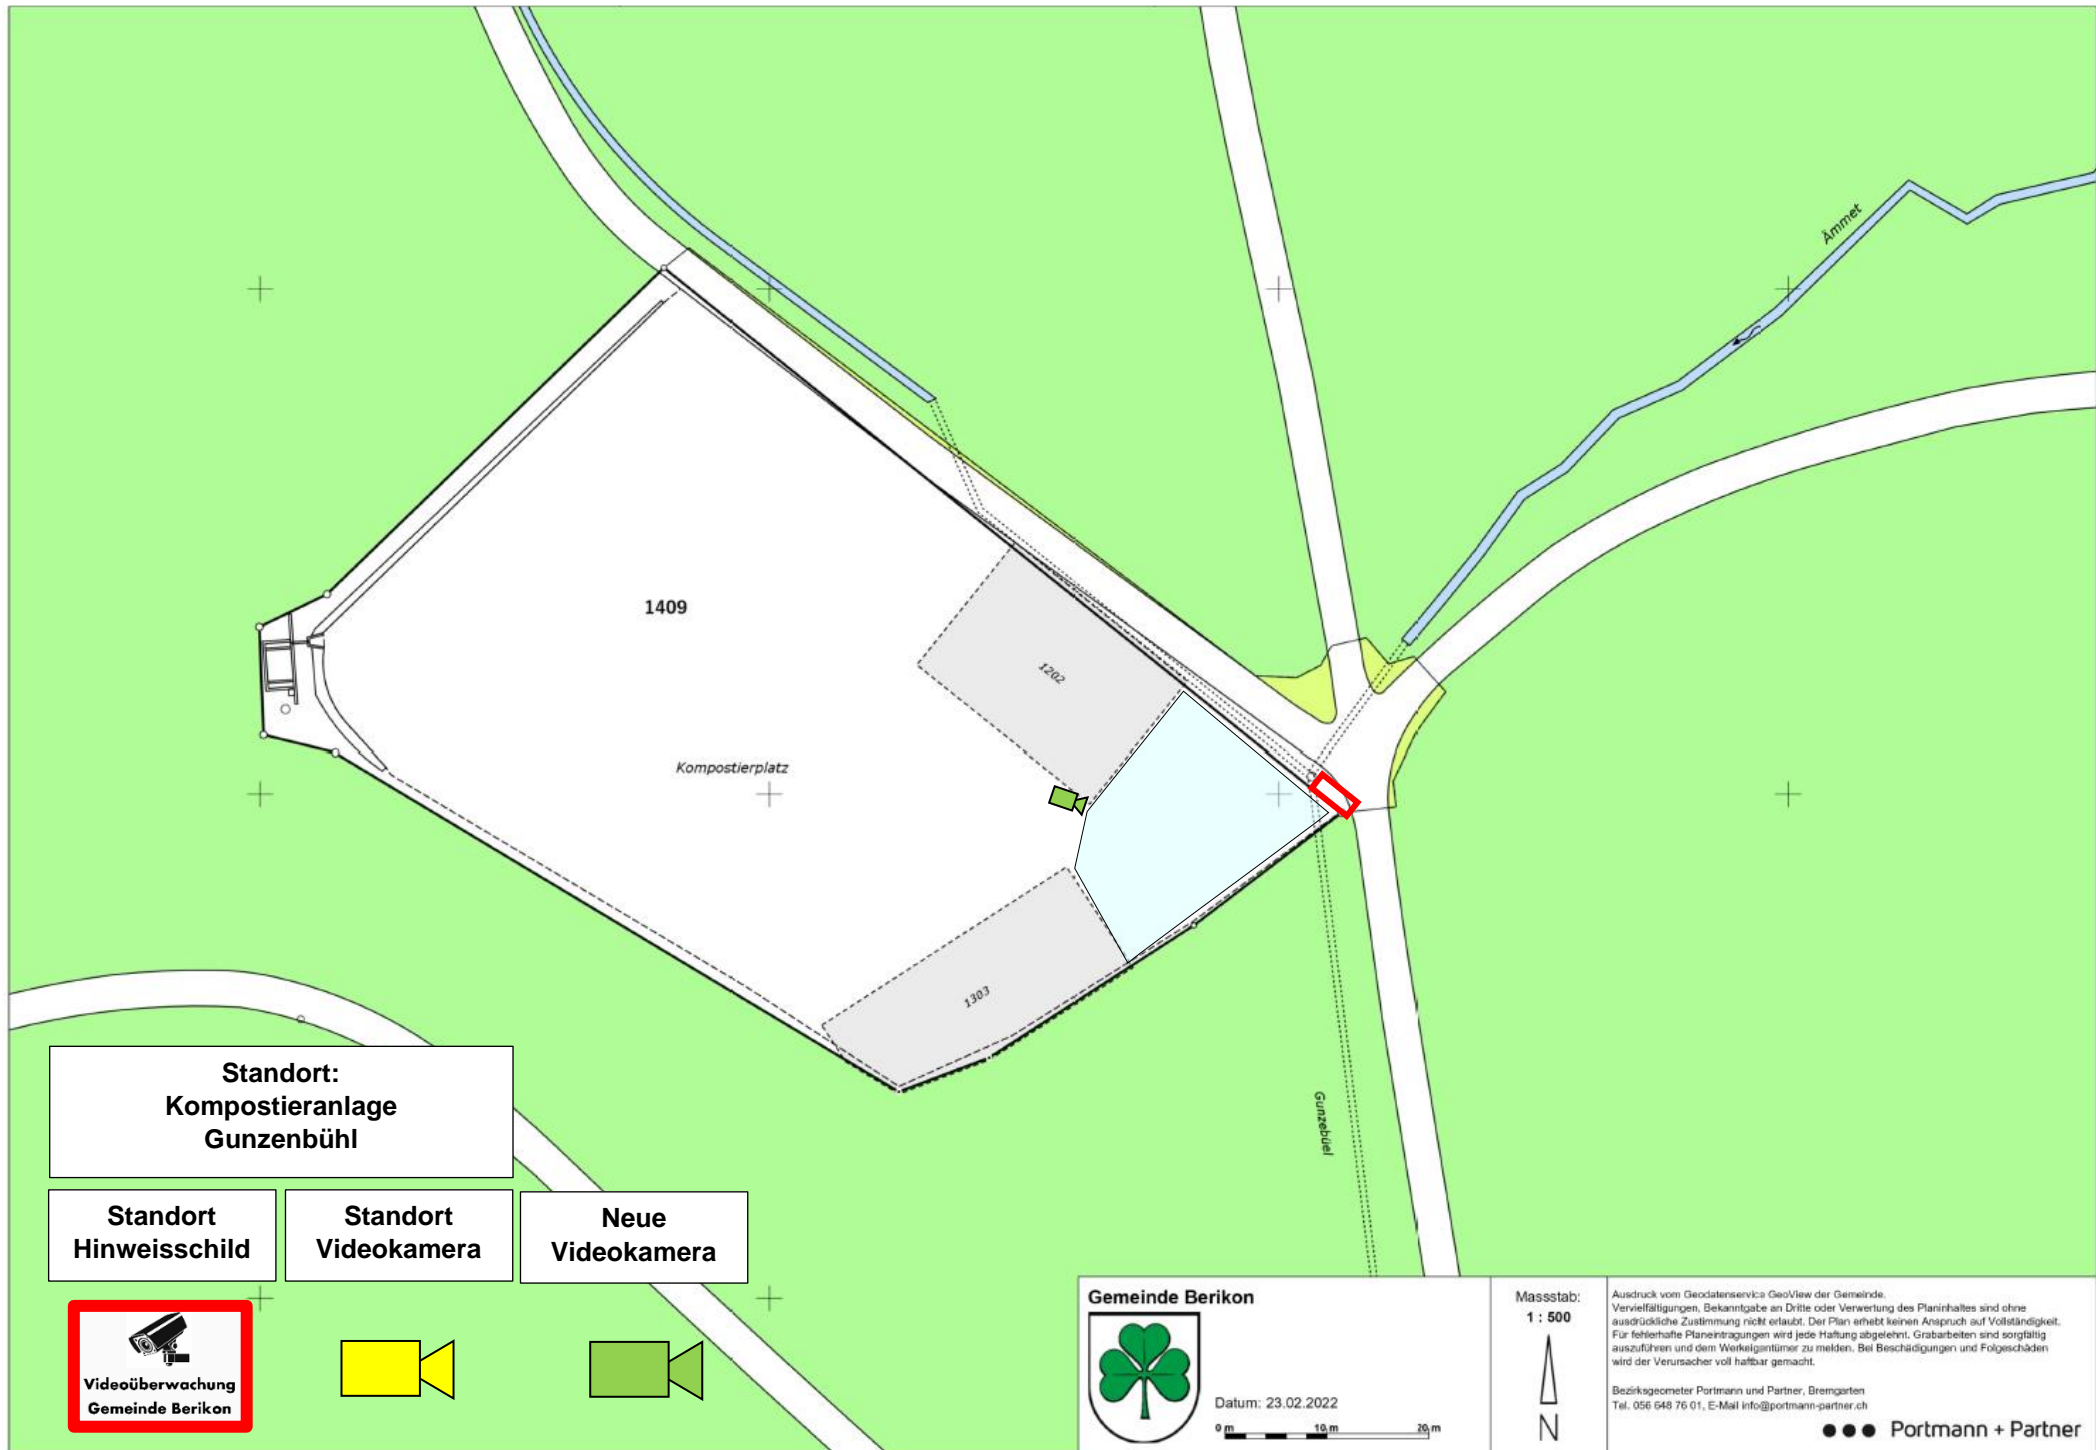 Ämmet
1409
1202
Kompostierplatz
1303
Gunzebüel
Standort:
Kompostieranlage
Gunzenbühl
Standort
Hinweisschild
Standort
Videokamera
Neue
Videokamera
Videoüberwachung
Gemeinde Berikon
Gemeinde Berikon
Datum: 23.02.2022
0 m 10 m 20 m
Massstab:
1 : 500
N
Ausdruck vom Geodatenservice GeoView der Gemeinde.
Vervielfältigungen, Bekanntgabe an Dritte oder Verwertung des Planinhaltes sind ohne
ausdrückliche Zustimmung nicht erlaubt. Der Plan erhebt keinen Anspruch auf Vollständigkeit.
Für fehlerhafte Planeintragungen wird jede Haftung abgelehnt. Grabarbeiten sind sorgfältig
auszuführen und dem Werkeigentümer zu melden. Bei Beschädigungen und Folgeschäden
wird der Verursacher voll haftbar gemacht.
Bezirksgeometer Portmann und Partner, Bremgarten
Tel. 056 648 76 01, E-Mail info@portmann-partner.ch
Portmann + Partner